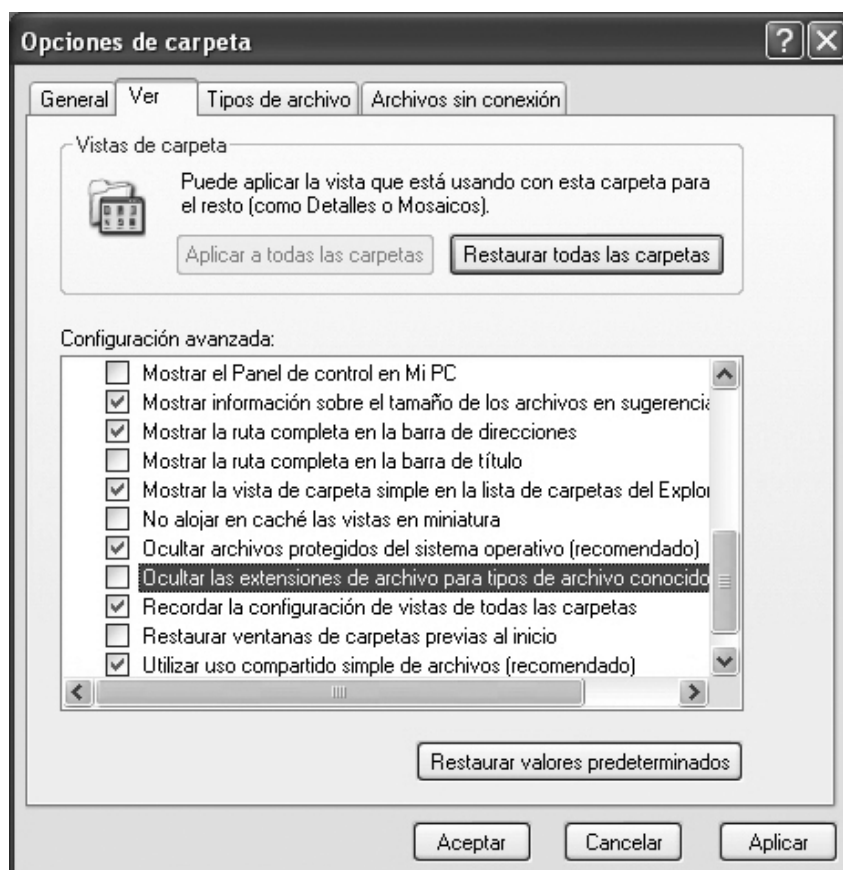 Opciones de carpeta
General
Ver
Tipos de archivo
Archivos sin conexión
Vistas de carpeta
Puede aplicar la vista que está usando con esta carpeta para
el resto (como Detalles o Mosaicos).
Aplicar a todas las carpetas
Restaurar todas las carpetas
Configuración avanzada:
Mostrar el Panel de control en Mi PC
Mostrar información sobre el tamaño de los archivos en sugerencia
Mostrar la ruta completa en la barra de direcciones
Mostrar la ruta completa en la barra de título
Mostrar la vista de carpeta simple en la lista de carpetas del Explor
No alojar en caché las vistas en miniatura
Ocultar archivos protegidos del sistema operativo (recomendado)
Ocultar las extensiones de archivo para tipos de archivo conocido
Recordar la configuración de vistas de todas las carpetas
Restaurar ventanas de carpetas previas al inicio
Utilizar uso compartido simple de archivos (recomendado)
Restaurar valores predeterminados
Aceptar
Cancelar
Aplicar